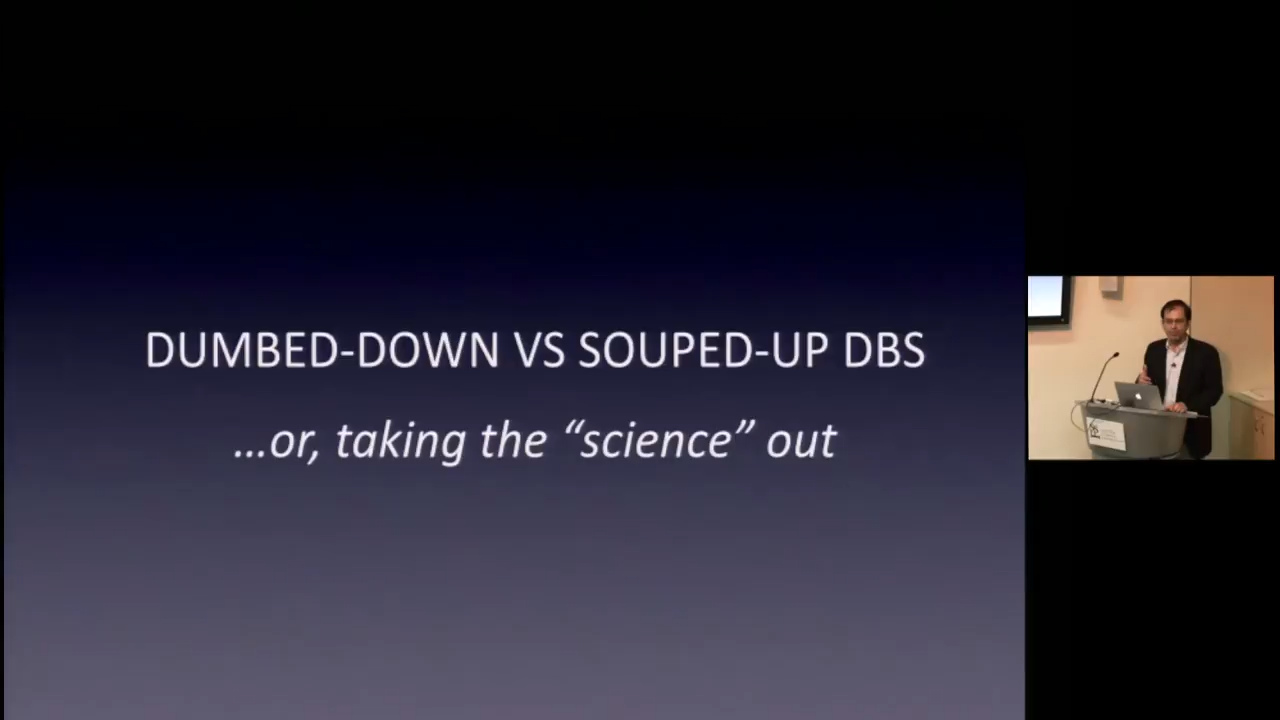 DUMBED-DOWN VS SOUPED-UP DBS
…or, taking the “science” out